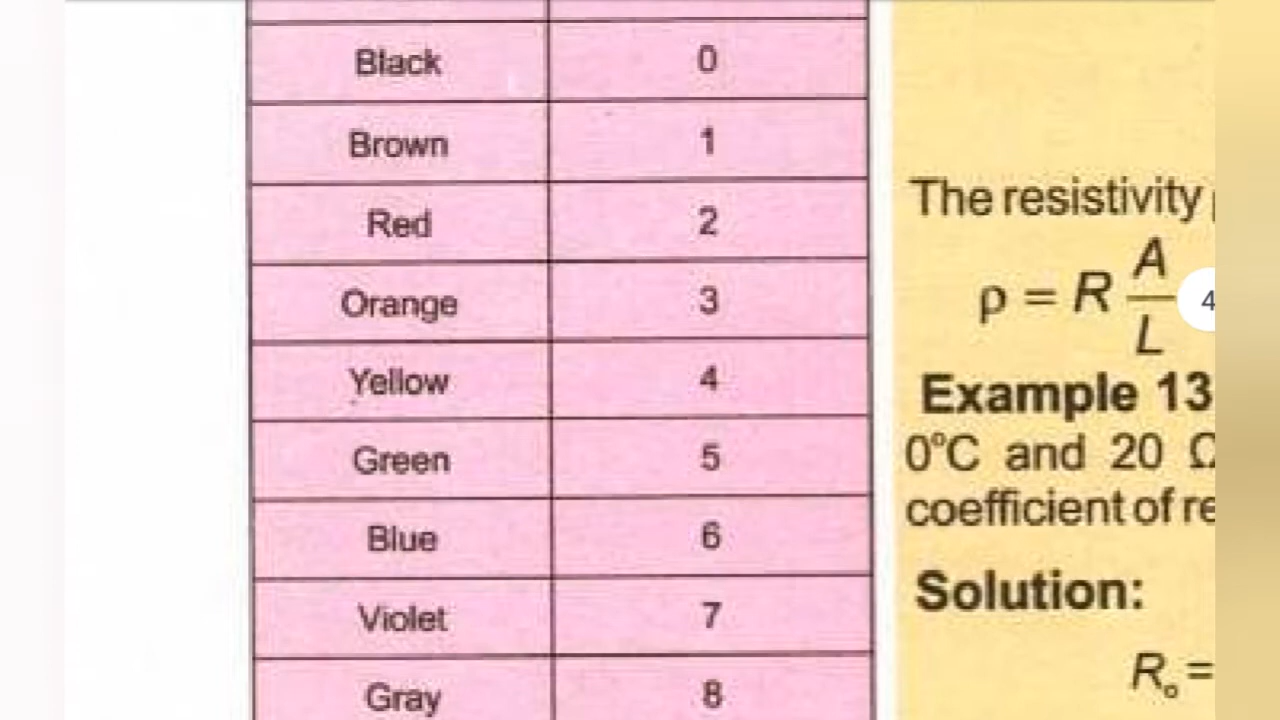 Black 0
Brown 1
Red 2
Orange 3
Yellow 4
Green 5
Blue 6
Violet 7
Gray 8
The resistivity
ρ = R A/L
4
Example 13
0°C and 20 Ω
coefficient of re
Solution:
R₀ =